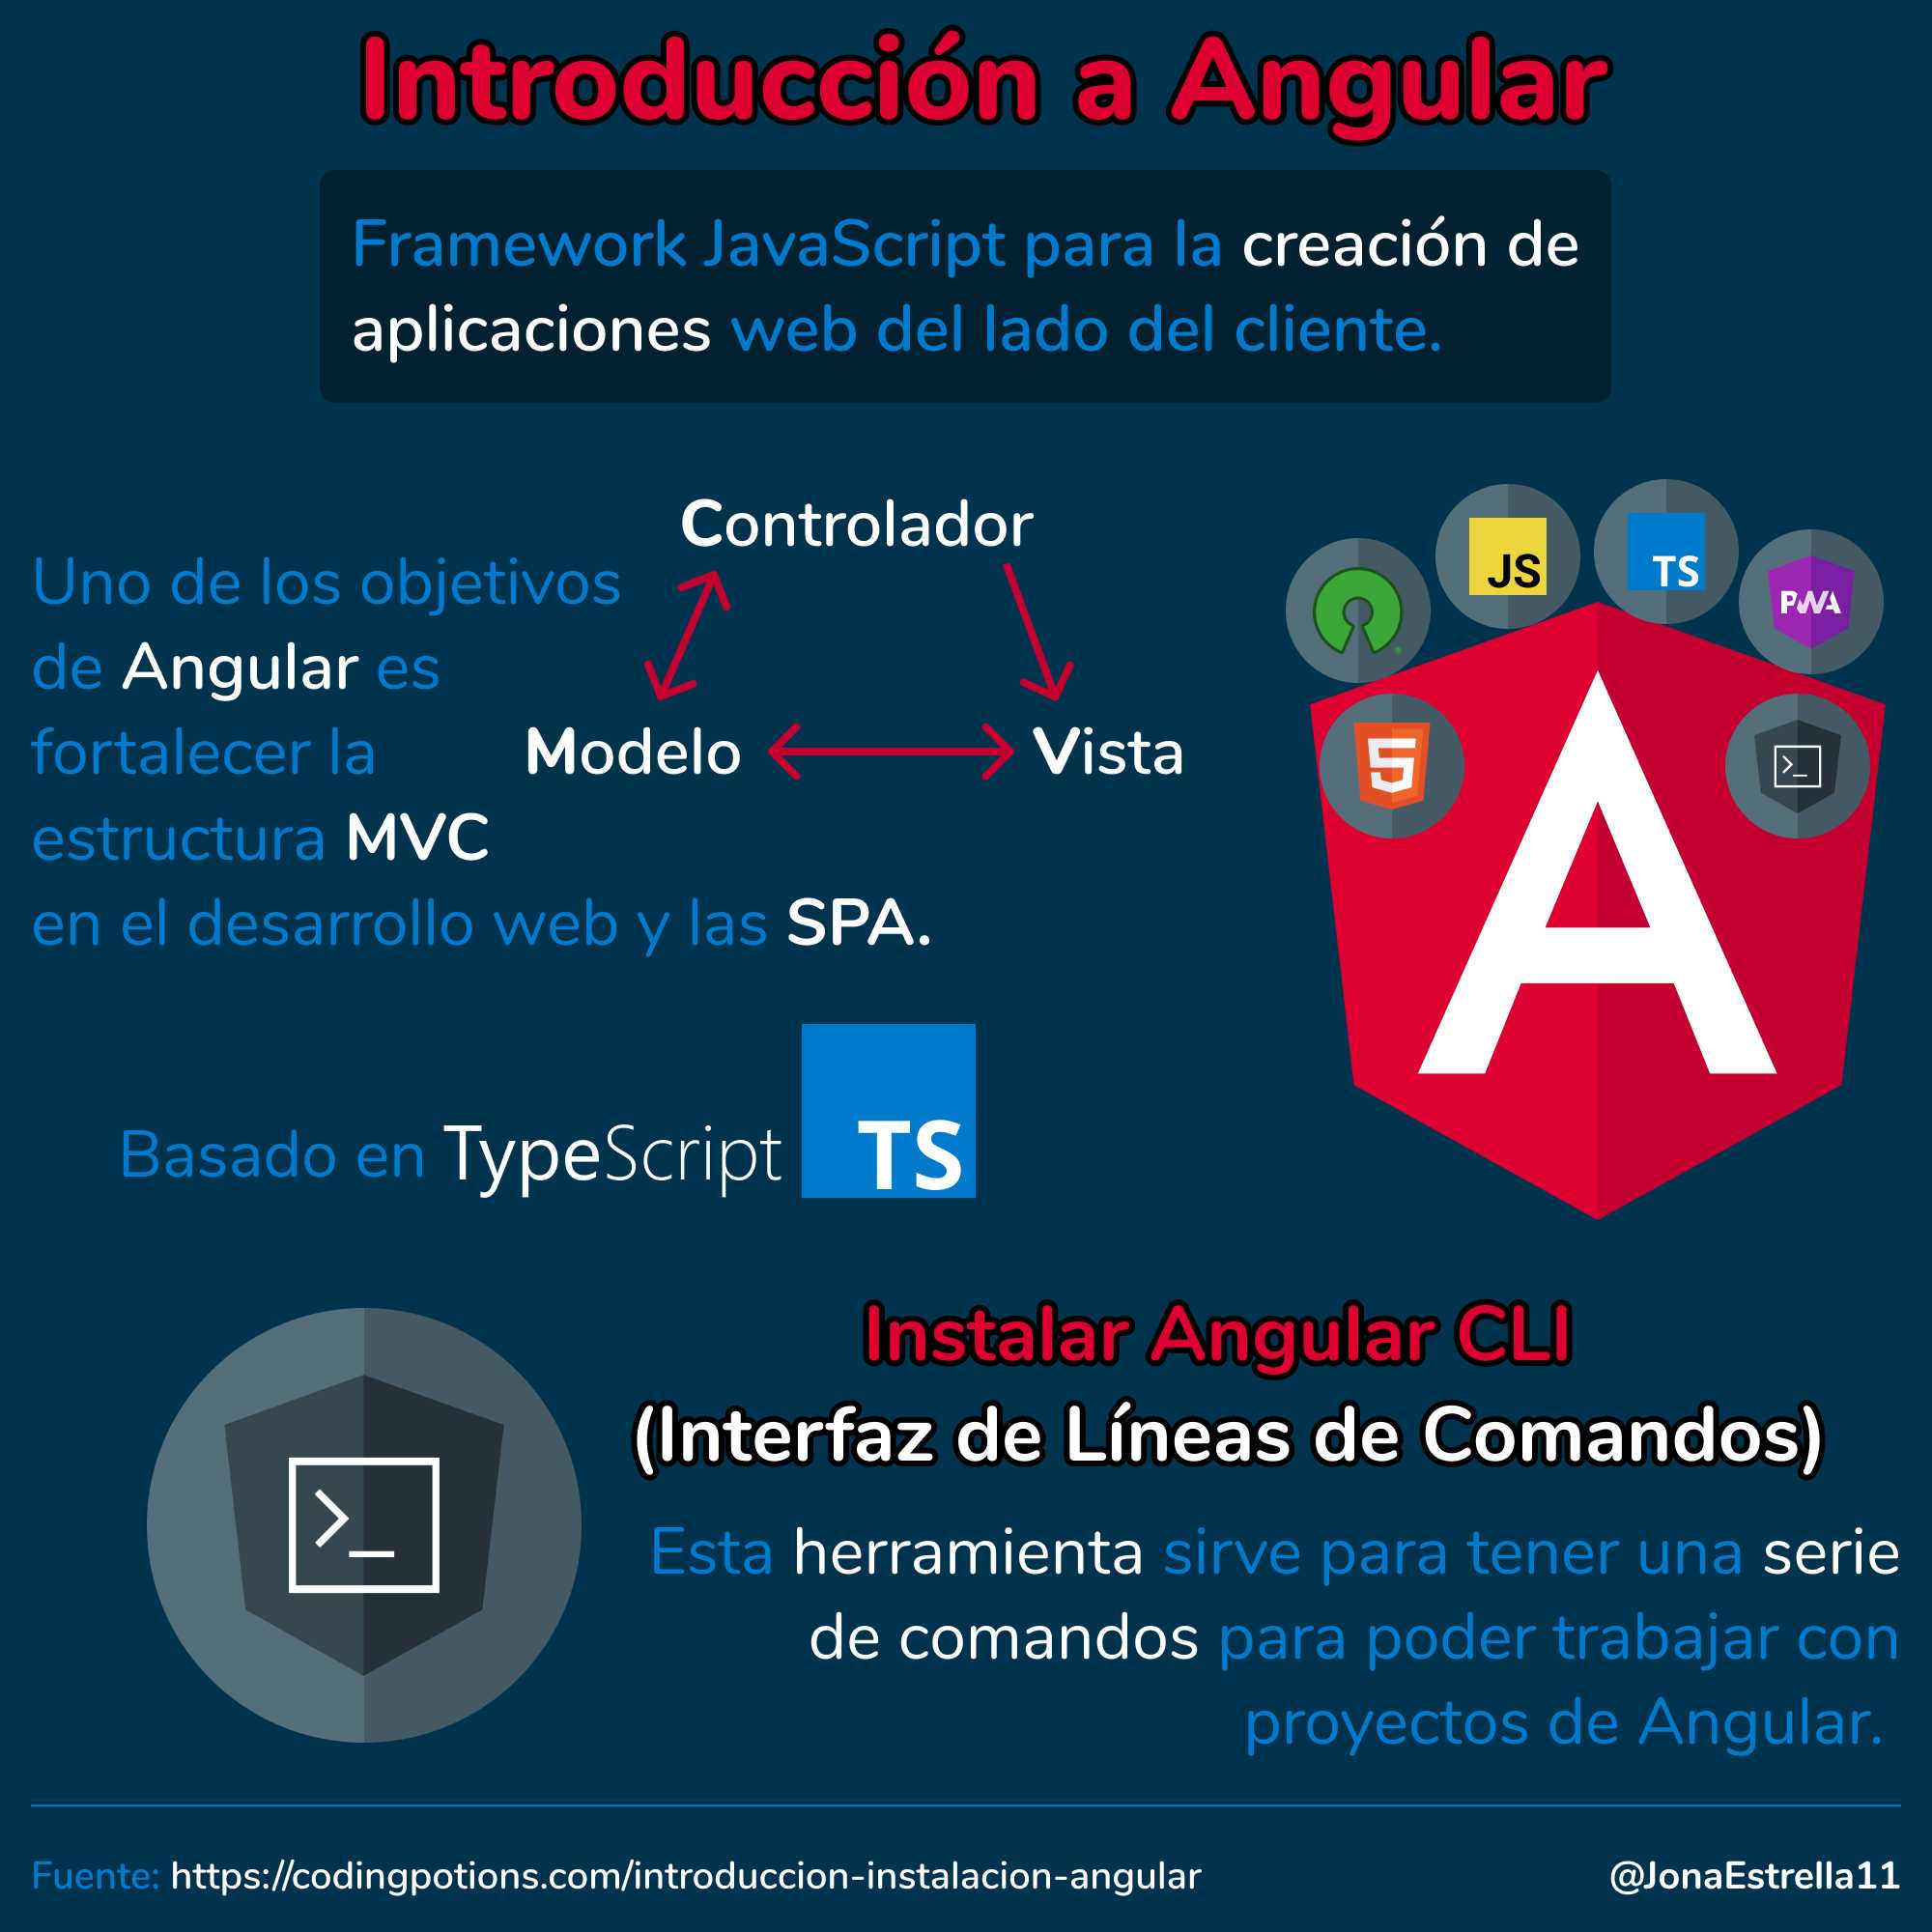 Introducción a Angular
Framework JavaScript para la creación de
aplicaciones web del lado del cliente.
Uno de los objetivos
de Angular es
fortalecer la
estructura MVC
en el desarrollo web y las SPA.
Controlador
Modelo
Vista
JS
TS
PWA
5
>_
A
Basado en TypeScript
TS
>_
Instalar Angular CLI
(Interfaz de Líneas de Comandos)
Esta herramienta sirve para tener una serie
de comandos para poder trabajar con
proyectos de Angular.
Fuente: https://codingpotions.com/introduccion-instalacion-angular
@JonaEstrella11